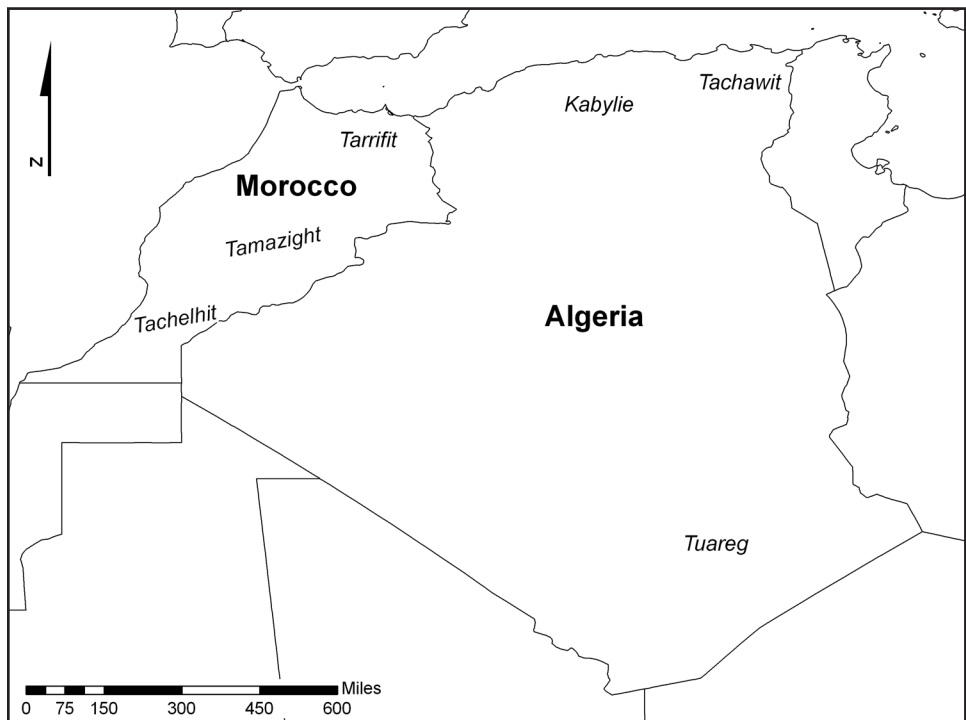 Tachawit
Kabylie
Tarrifit
N
Morocco
Tamazight
Tachelhit
Algeria
Tuareg
Miles
0 75 150 300 450 600